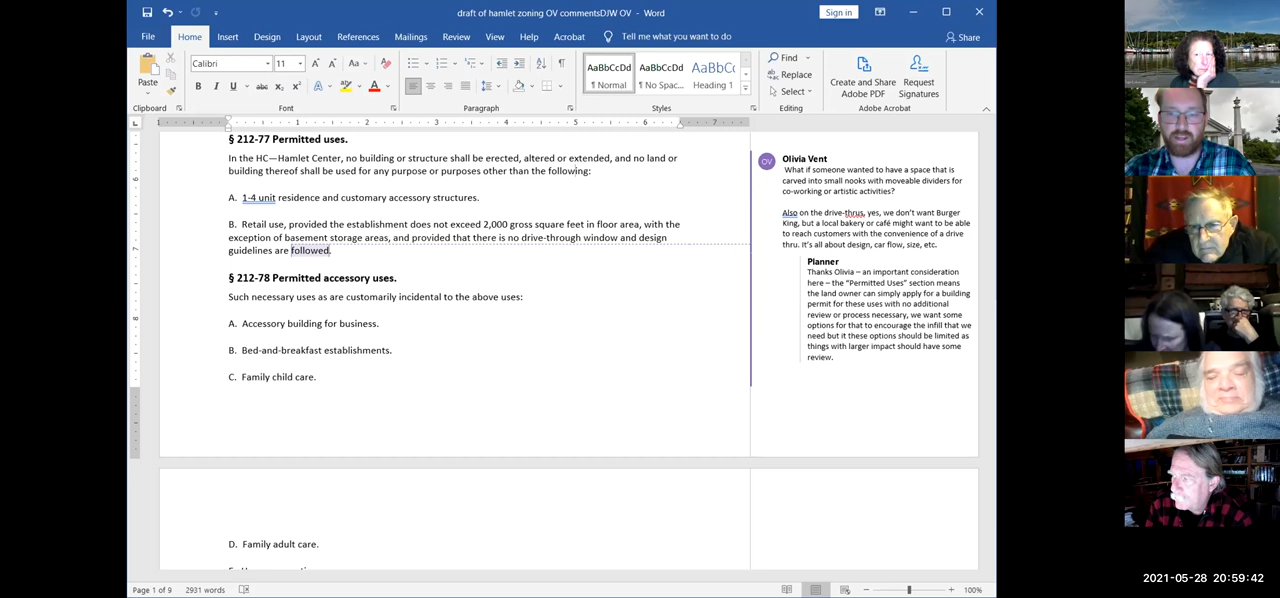 draft of hamlet zoning OV commentsDJW OV - Word
Sign in
File Home Insert Design Layout References Mailings Review View Help Acrobat Tell me what you want to do Share
Calibri 11
Paste
Find
Replace
Select
AaBbCcDd AaBbCcDd AaBbC(
¶ Normal ¶ No Spac... Heading 1
Create and Share Adobe PDF
Request Signatures
Clipboard Font Paragraph Styles Editing Adobe Acrobat
§ 212-77 Permitted uses.
In the HC—Hamlet Center, no building or structure shall be erected, altered or extended, and no land or
building thereof shall be used for any purpose or purposes other than the following:
A. 1-4 unit residence and customary accessory structures.
B. Retail use, provided the establishment does not exceed 2,000 gross square feet in floor area, with the
exception of basement storage areas, and provided that there is no drive-through window and design
guidelines are followed.
§ 212-78 Permitted accessory uses.
Such necessary uses as are customarily incidental to the above uses:
A. Accessory building for business.
B. Bed-and-breakfast establishments.
C. Family child care.
D. Family adult care.
OV
Olivia Vent
What if someone wanted to have a space that is
carved into small nooks with moveable dividers for
co-working or artistic activities?
Also on the drive-thrus, yes, we don't want Burger
King, but a local bakery or café might want to be able
to reach customers with the convenience of a drive
thru. It's all about design, car flow, size, etc.
Planner
Thanks Olivia – an important consideration
here – the "Permitted Uses" section means
the land owner can simply apply for a building
permit for these uses with no additional
review or process necessary, we want some
options for that to encourage the infill that we
need but it these options should be limited as
things with larger impact should have some
review.
Page 1 of 9 2931 words 100%
2021-05-28 20:59:42